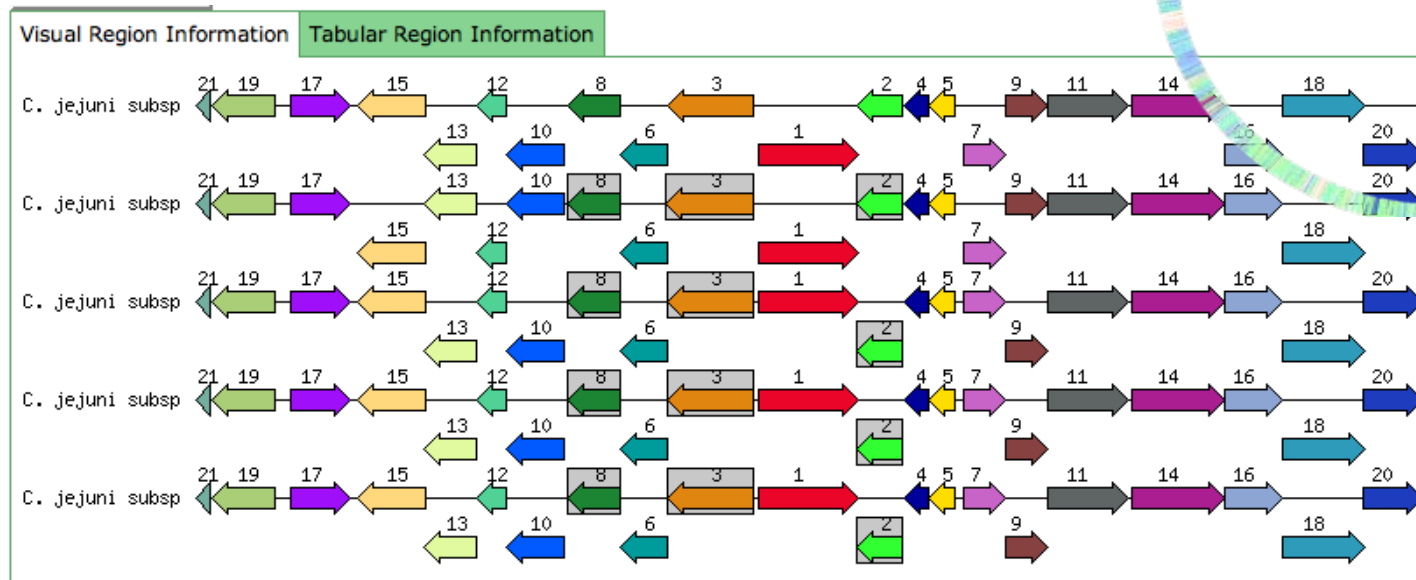 Visual Region Information Tabular Region Information
21 19 17 15 12 8 3 2 4 5 9 11 14 18
C. jejuni subsp
13 10 6 1 7 16 20
21 19 17 13 10 8 3 2 4 5 9 11 14 16 20
C. jejuni subsp
15 12 6 1 7 18
21 19 17 15 12 8 3 1 4 5 7 11 14 16 20
C. jejuni subsp
13 10 6 2 9 18
21 19 17 15 12 8 3 1 4 5 7 11 14 16 20
C. jejuni subsp
13 10 6 2 9 18
21 19 17 15 12 8 3 1 4 5 7 11 14 16 20
C. jejuni subsp
13 10 6 2 9 18